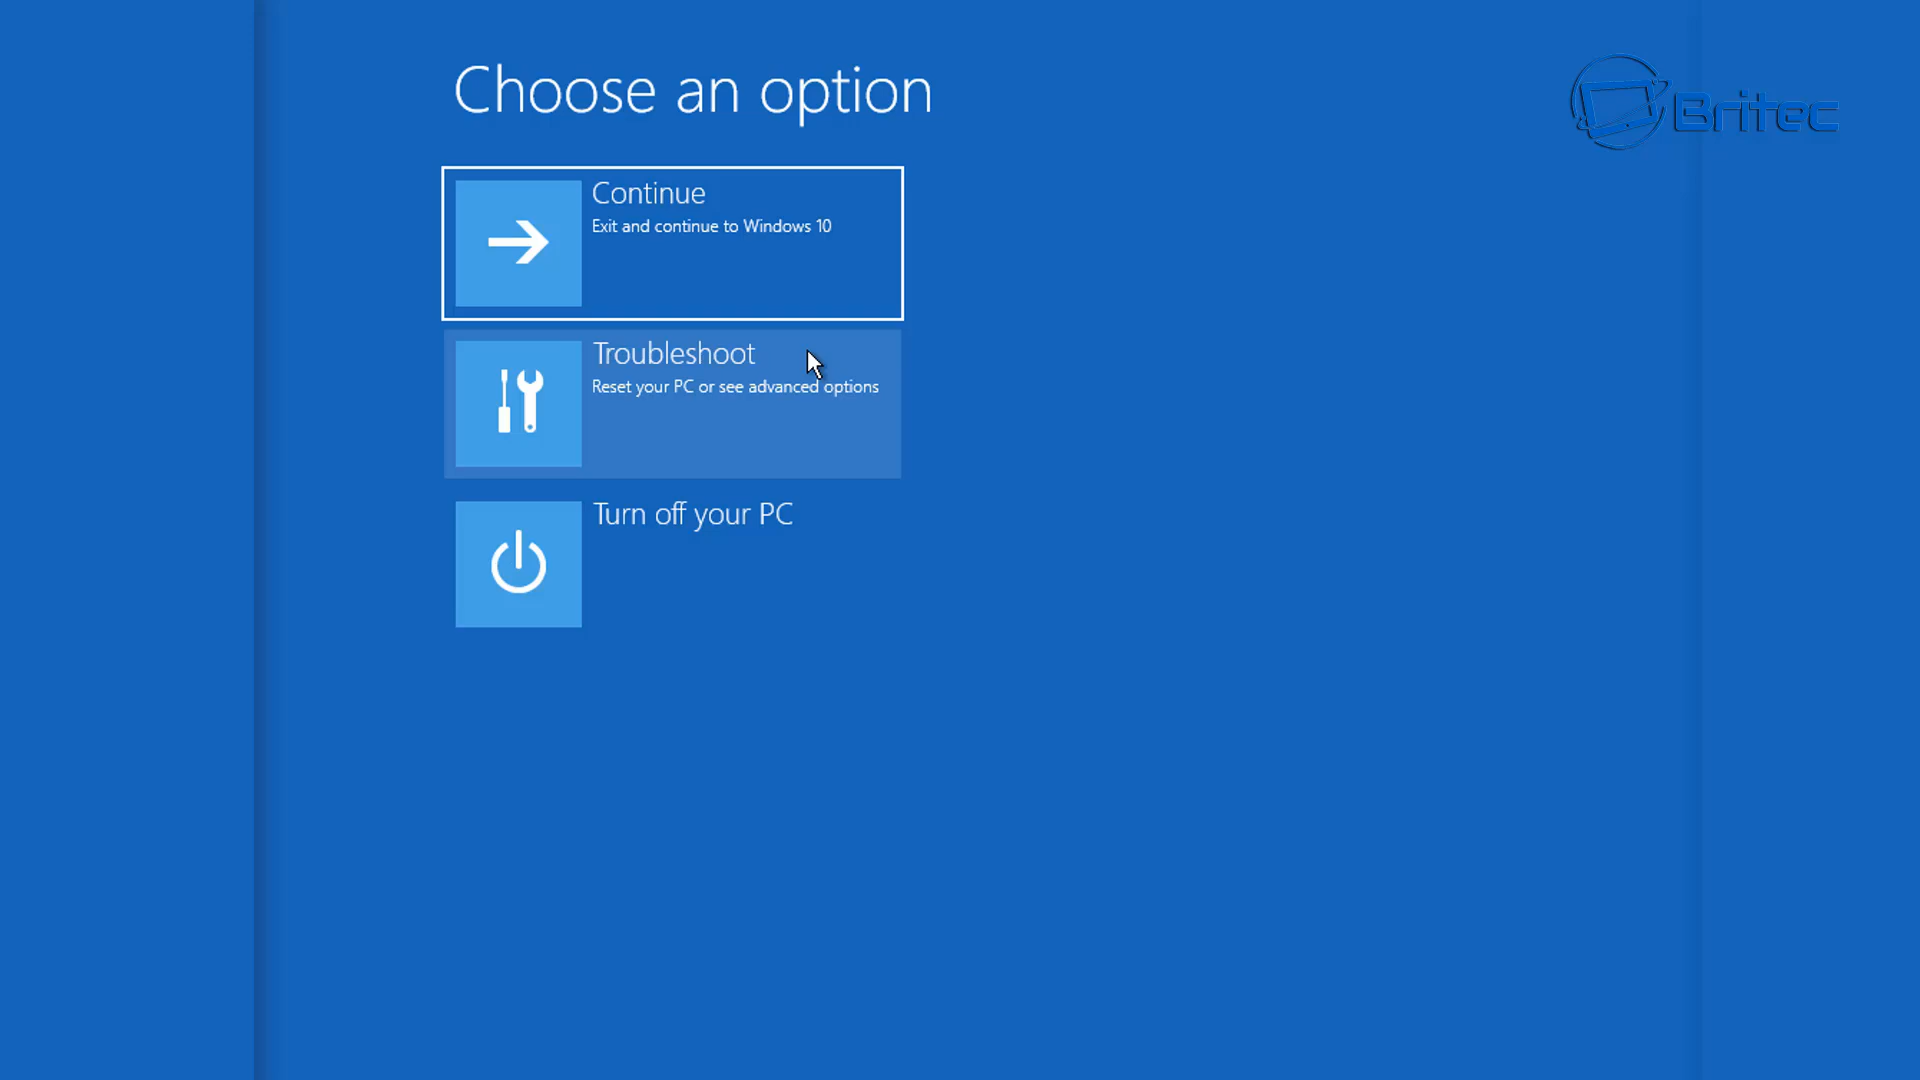 Choose an option
Britec
Continue
Exit and continue to Windows 10
Troubleshoot
Reset your PC or see advanced options
Turn off your PC